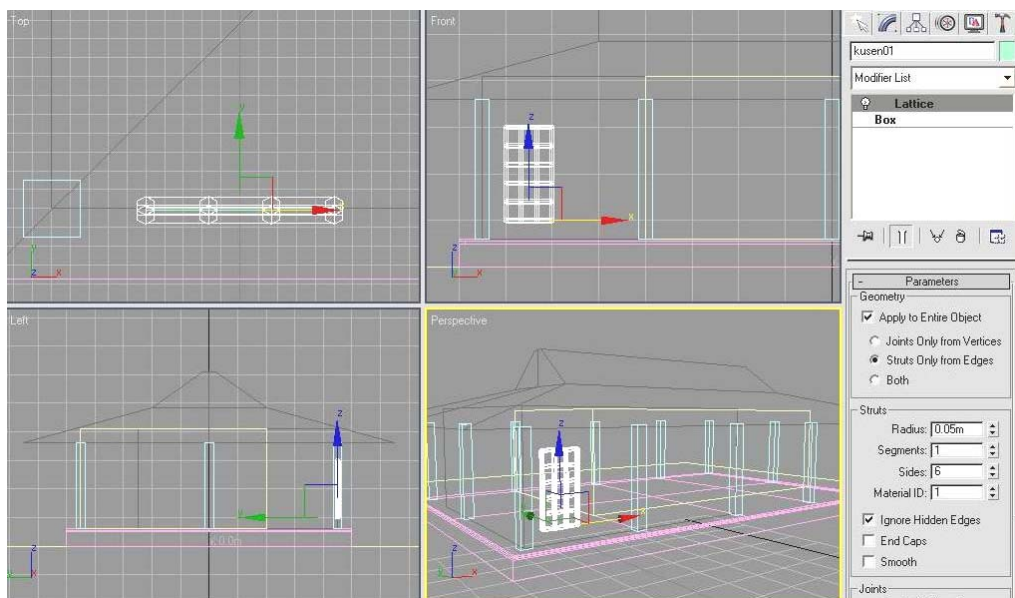 Top
Front
Left
Perspective
kusen01
Modifier List
Lattice
Box
Parameters
Geometry
Apply to Entire Object
Joints Only from Vertices
Struts Only from Edges
Both
Struts
Radius: 0.05m
Segments: 1
Sides: 6
Material ID: 1
Ignore Hidden Edges
End Caps
Smooth
Joints